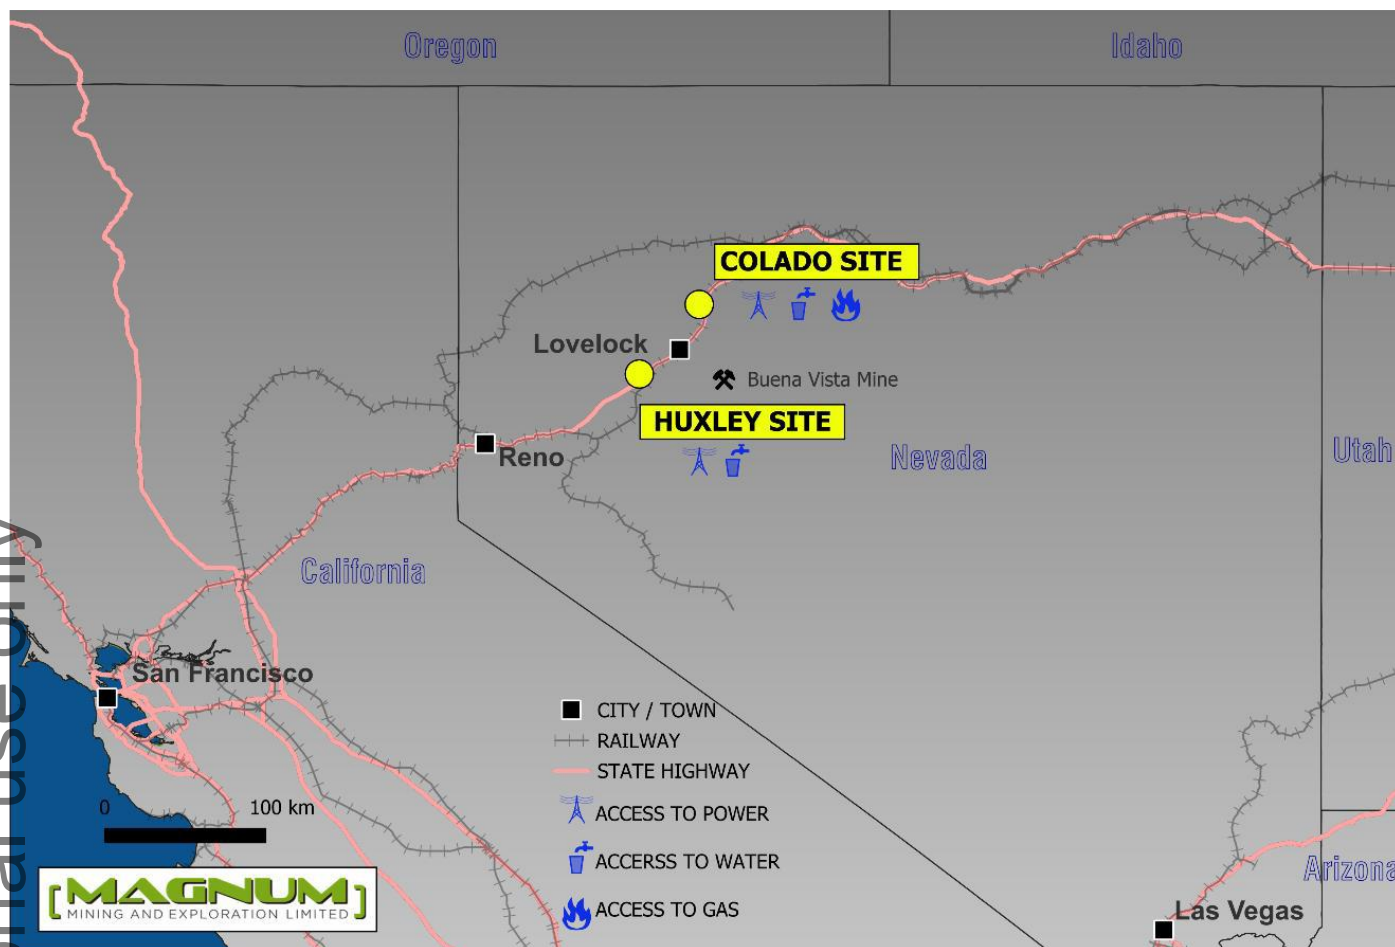 Oregon
Idaho
COLADO SITE
Lovelock
Buena Vista Mine
HUXLEY SITE
Reno
Nevada
Utah
California
San Francisco
CITY / TOWN
RAILWAY
STATE HIGHWAY
0 100 km
ACCESS TO POWER
ACCERSS TO WATER
Arizona
ACCESS TO GAS
Las Vegas
[MAGNUM]
MINING AND EXPLORATION LIMITED
use only